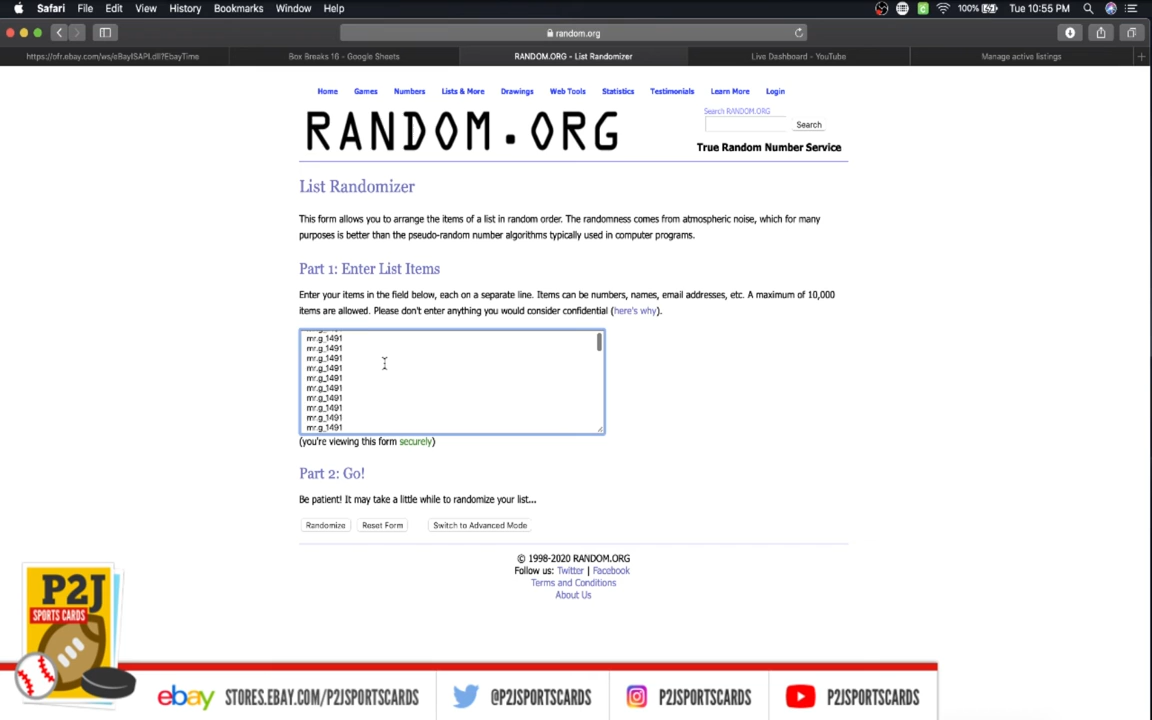 Safari File Edit View History Bookmarks Window Help 100% Tue 10:55 PM
random.org
https://ofr.ebay.com/ws/eBayISAPI.dll?EbayTime Box Breaks 16 - Google Sheets RANDOM.ORG - List Randomizer Live Dashboard - YouTube Manage active listings
Home Games Numbers Lists & More Drawings Web Tools Statistics Testimonials Learn More Login
RANDOM.ORG
Search RANDOM.ORG
Search
True Random Number Service
List Randomizer
This form allows you to arrange the items of a list in random order. The randomness comes from atmospheric noise, which for many
purposes is better than the pseudo-random number algorithms typically used in computer programs.
Part 1: Enter List Items
Enter your items in the field below, each on a separate line. Items can be numbers, names, email addresses, etc. A maximum of 10,000
items are allowed. Please don't enter anything you would consider confidential (here's why).
mr.g_1491
mr.g_1491
mr.g_1491
mr.g_1491
mr.g_1491
mr.g_1491
mr.g_1491
mr.g_1491
mr.g_1491
mr.g_1491
(you're viewing this form securely)
Part 2: Go!
Be patient! It may take a little while to randomize your list...
Randomize Reset Form Switch to Advanced Mode
© 1998-2020 RANDOM.ORG
Follow us: Twitter | Facebook
Terms and Conditions
About Us
P2J
SPORTS CARDS
ebay STORES.EBAY.COM/P2JSPORTSCARDS @P2JSPORTSCARDS P2JSPORTSCARDS P2JSPORTSCARDS